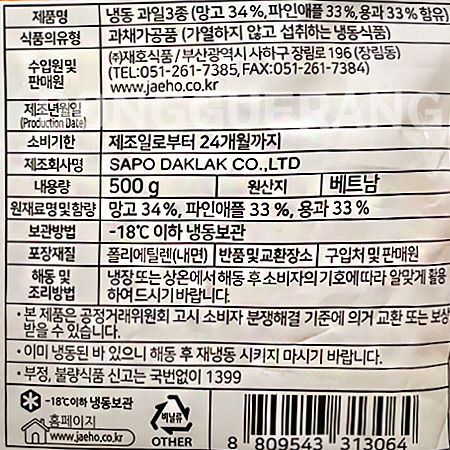 제품명 냉동 과일3종 (망고 34%, 파인애플 33%, 용과 33% 함유)
식품의유형 과채가공품 (가열하지 않고 섭취하는 냉동식품)
수입원 및 판매원 ㈜재호식품 / 부산광역시 사하구 장림로 196 (장림동)
(TEL:051-261-7385, FAX:051-261-7384)
www.jaeho.co.kr
제조년월일
(Production Date)
소비기한 제조일로부터 24개월까지
제조회사명 SAPO DAKLAK CO.,LTD
내용량 500 g 원산지 베트남
원재료명및함량 망고 34%, 파인애플 33 %, 용과 33 %
보관방법 -18℃ 이하 냉동보관
포장재질 폴리에틸렌(내면) 반품및교환장소 구입처 및 판매원
해동 및 조리방법 냉장 또는 상온에서 해동 후 소비자의 기호에 따라 알맞게 활용
하여 드시기 바랍니다.
• 본 제품은 공정거래위원회 고시 소비자 분쟁해결 기준에 의거 교환 또는 보상
받을 수 있습니다.
• 이미 냉동된 바 있으니 해동 후 재냉동 시키지 마시기 바랍니다.
• 부정, 불량식품 신고는 국번없이 1399
-18℃이하 냉동보관
홈페이지
www.jaeho.co.kr
비닐류
OTHER
8 809543 313064